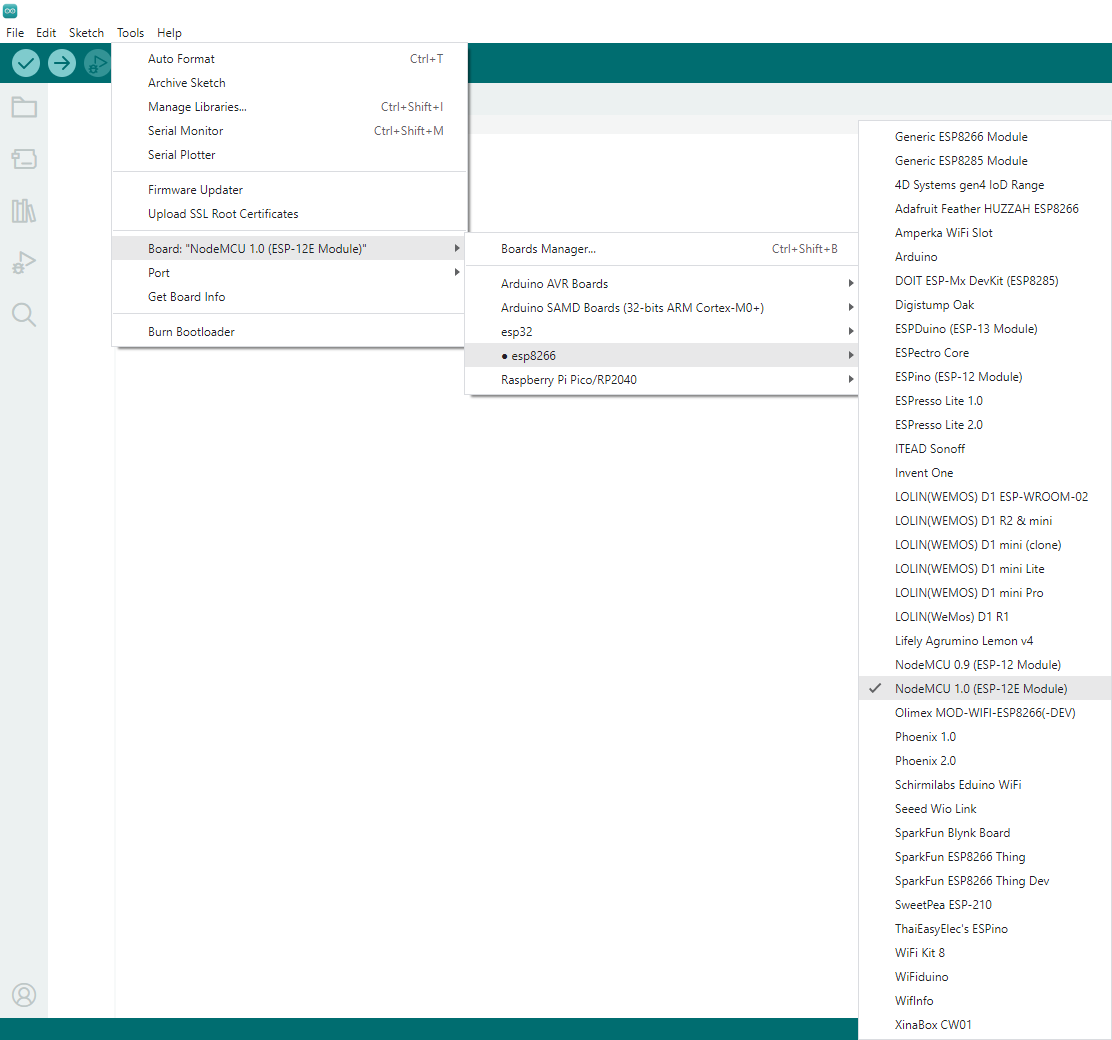 File Edit Sketch Tools Help
Auto Format Ctrl+T
Archive Sketch
Manage Libraries... Ctrl+Shift+I
Serial Monitor Ctrl+Shift+M
Serial Plotter
Firmware Updater
Upload SSL Root Certificates
Board: "NodeMCU 1.0 (ESP-12E Module)"
Port
Get Board Info
Burn Bootloader
Boards Manager... Ctrl+Shift+B
Arduino AVR Boards
Arduino SAMD Boards (32-bits ARM Cortex-M0+)
esp32
● esp8266
Raspberry Pi Pico/RP2040
Generic ESP8266 Module
Generic ESP8285 Module
4D Systems gen4 IoD Range
Adafruit Feather HUZZAH ESP8266
Amperka WiFi Slot
Arduino
DOIT ESP-Mx DevKit (ESP8285)
Digistump Oak
ESPDuino (ESP-13 Module)
ESPectro Core
ESPino (ESP-12 Module)
ESPresso Lite 1.0
ESPresso Lite 2.0
ITEAD Sonoff
Invent One
LOLIN(WEMOS) D1 ESP-WROOM-02
LOLIN(WEMOS) D1 R2 & mini
LOLIN(WEMOS) D1 mini (clone)
LOLIN(WEMOS) D1 mini Lite
LOLIN(WEMOS) D1 mini Pro
LOLIN(WeMos) D1 R1
Lifely Agrumino Lemon v4
NodeMCU 0.9 (ESP-12 Module)
NodeMCU 1.0 (ESP-12E Module)
Olimex MOD-WIFI-ESP8266(-DEV)
Phoenix 1.0
Phoenix 2.0
Schirmilabs Eduino WiFi
Seeed Wio Link
SparkFun Blynk Board
SparkFun ESP8266 Thing
SparkFun ESP8266 Thing Dev
SweetPea ESP-210
ThaiEasyElec's ESPino
WiFi Kit 8
WiFiduino
WifInfo
XinaBox CW01